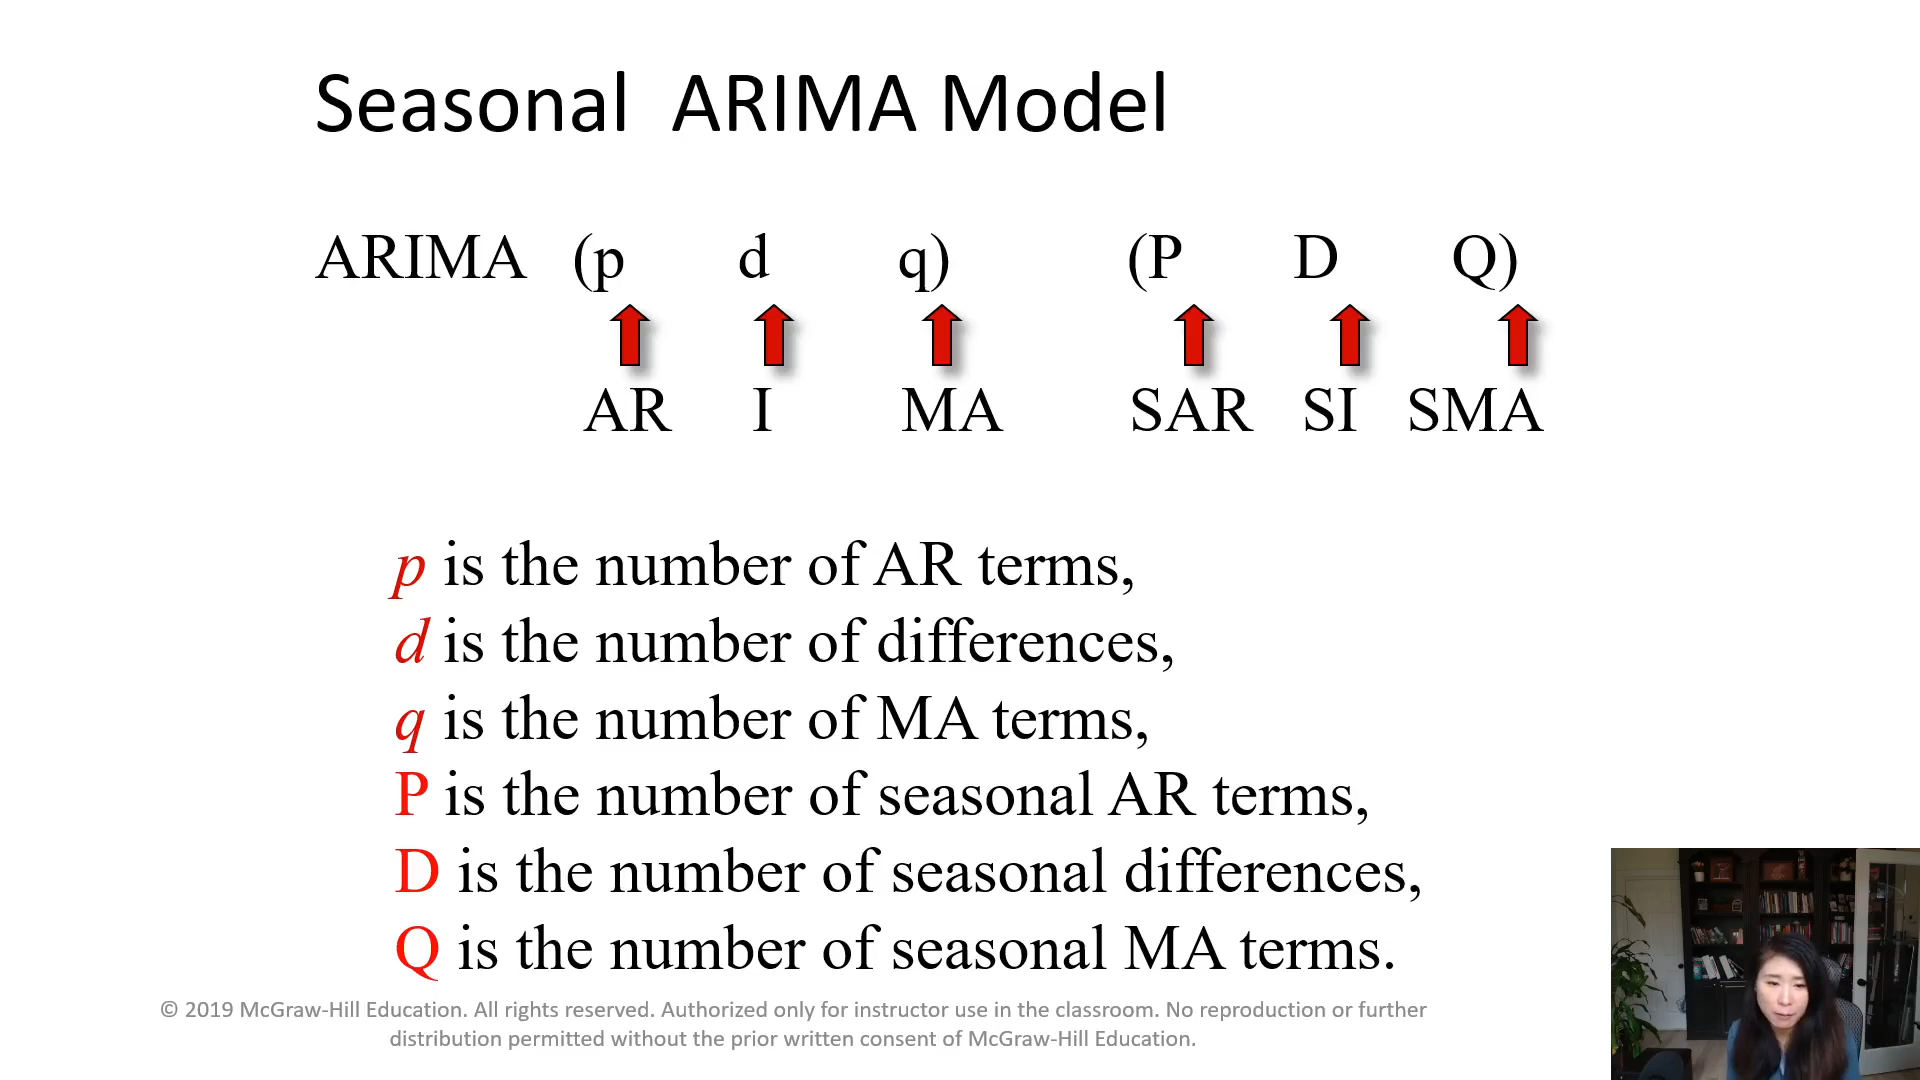 Seasonal ARIMA Model
ARIMA (p d q) (P D Q)
AR I MA SAR SI SMA
p is the number of AR terms,
d is the number of differences,
q is the number of MA terms,
P is the number of seasonal AR terms,
D is the number of seasonal differences,
Q is the number of seasonal MA terms.
© 2019 McGraw-Hill Education. All rights reserved. Authorized only for instructor use in the classroom. No reproduction or further
distribution permitted without the prior written consent of McGraw-Hill Education.